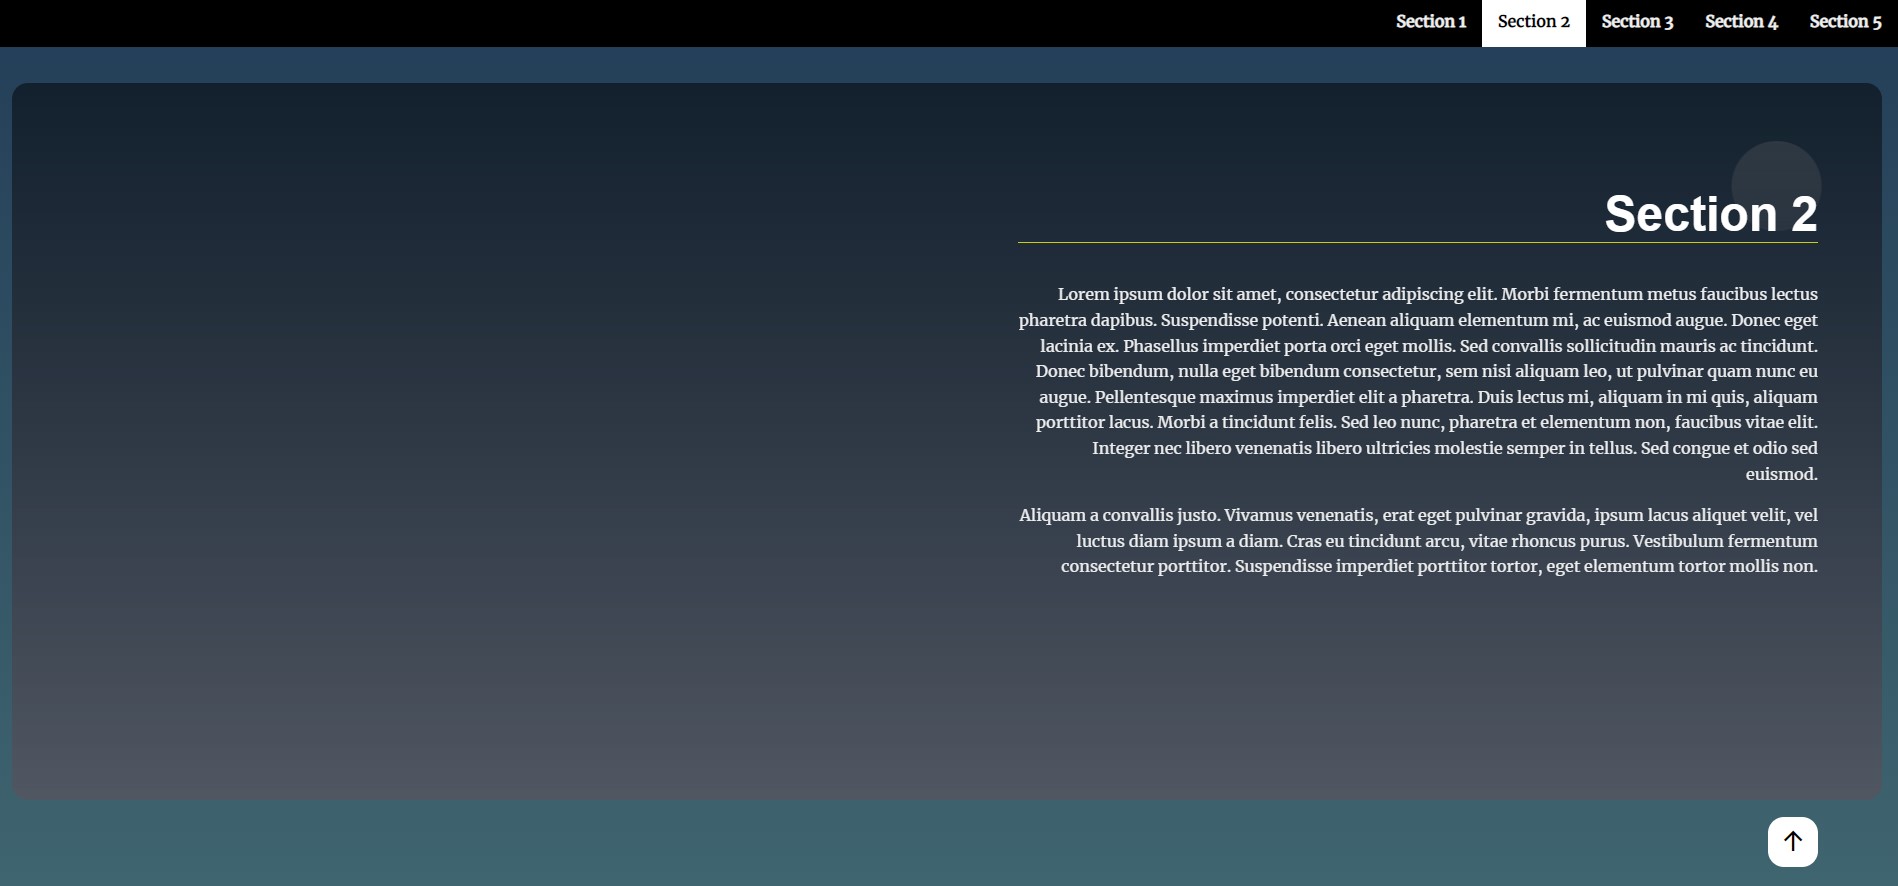 Section 1 Section 2 Section 3 Section 4 Section 5
Section 2
Lorem ipsum dolor sit amet, consectetur adipiscing elit. Morbi fermentum metus faucibus lectus
pharetra dapibus. Suspendisse potenti. Aenean aliquam elementum mi, ac euismod augue. Donec eget
lacinia ex. Phasellus imperdiet porta orci eget mollis. Sed convallis sollicitudin mauris ac tincidunt.
Donec bibendum, nulla eget bibendum consectetur, sem nisi aliquam leo, ut pulvinar quam nunc eu
augue. Pellentesque maximus imperdiet elit a pharetra. Duis lectus mi, aliquam in mi quis, aliquam
porttitor lacus. Morbi a tincidunt felis. Sed leo nunc, pharetra et elementum non, faucibus vitae elit.
Integer nec libero venenatis libero ultricies molestie semper in tellus. Sed congue et odio sed
euismod.
Aliquam a convallis justo. Vivamus venenatis, erat eget pulvinar gravida, ipsum lacus aliquet velit, vel
luctus diam ipsum a diam. Cras eu tincidunt arcu, vitae rhoncus purus. Vestibulum fermentum
consectetur porttitor. Suspendisse imperdiet porttitor tortor, eget elementum tortor mollis non.